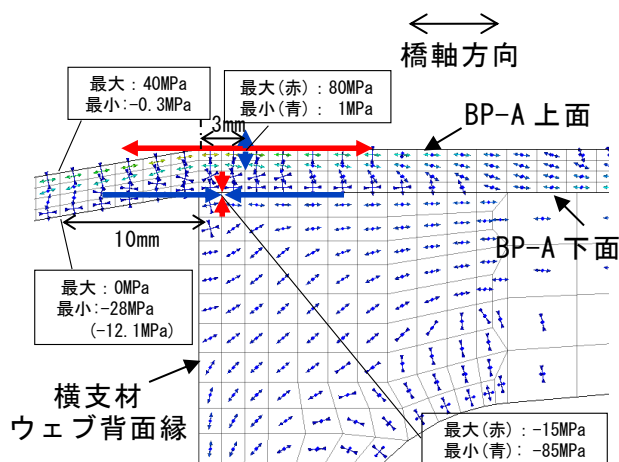 橋軸方向
最大：40MPa
最小：-0.3MPa
最大(赤)：80MPa
最小(青)： 1MPa
3mm
BP-A 上面
10mm
BP-A 下面
最大：0MPa
最小：-28MPa
(-12.1MPa)
横支材
ウェブ背面縁
最大(赤)：-15MPa
最小(青)：-85MPa